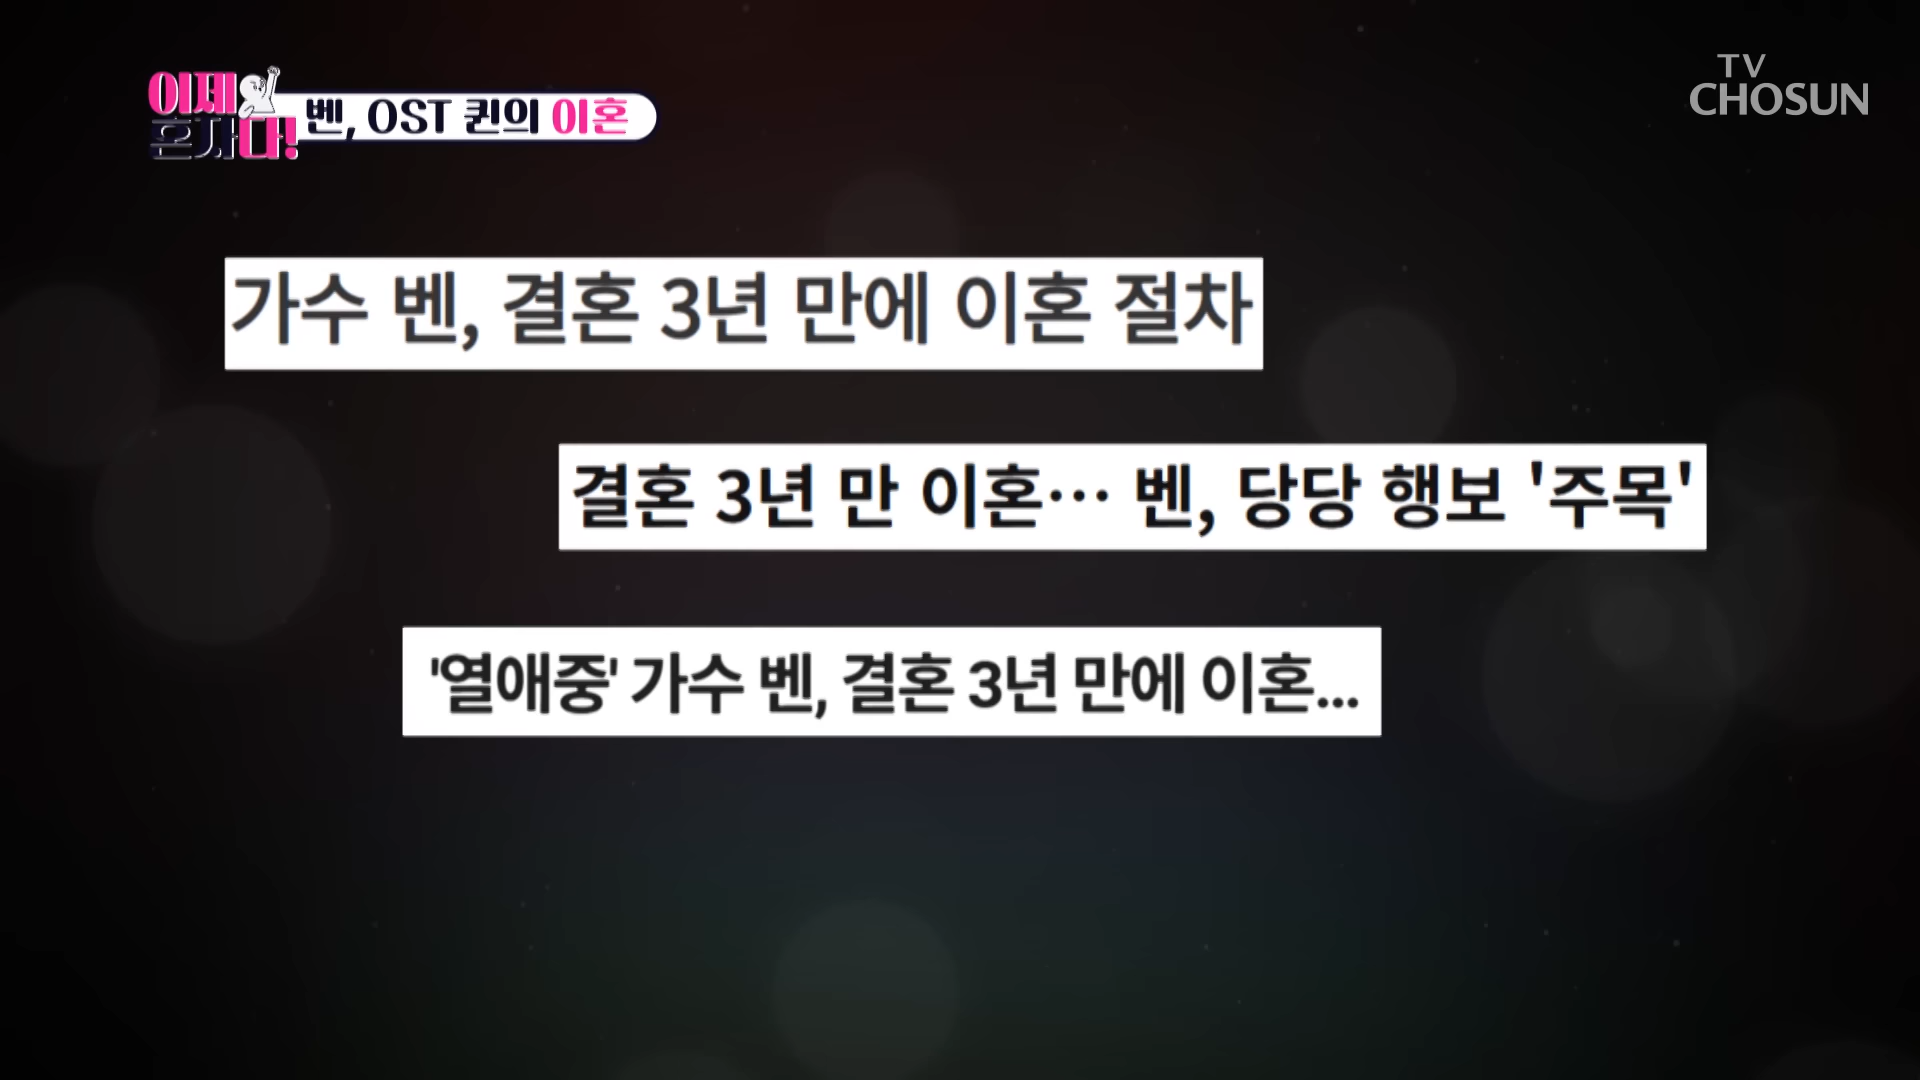 이제
혼자다!
벤, OST 퀸의 이혼
TV
CHOSUN
가수 벤, 결혼 3년 만에 이혼 절차
결혼 3년 만 이혼… 벤, 당당 행보 '주목'
'열애중' 가수 벤, 결혼 3년 만에 이혼...